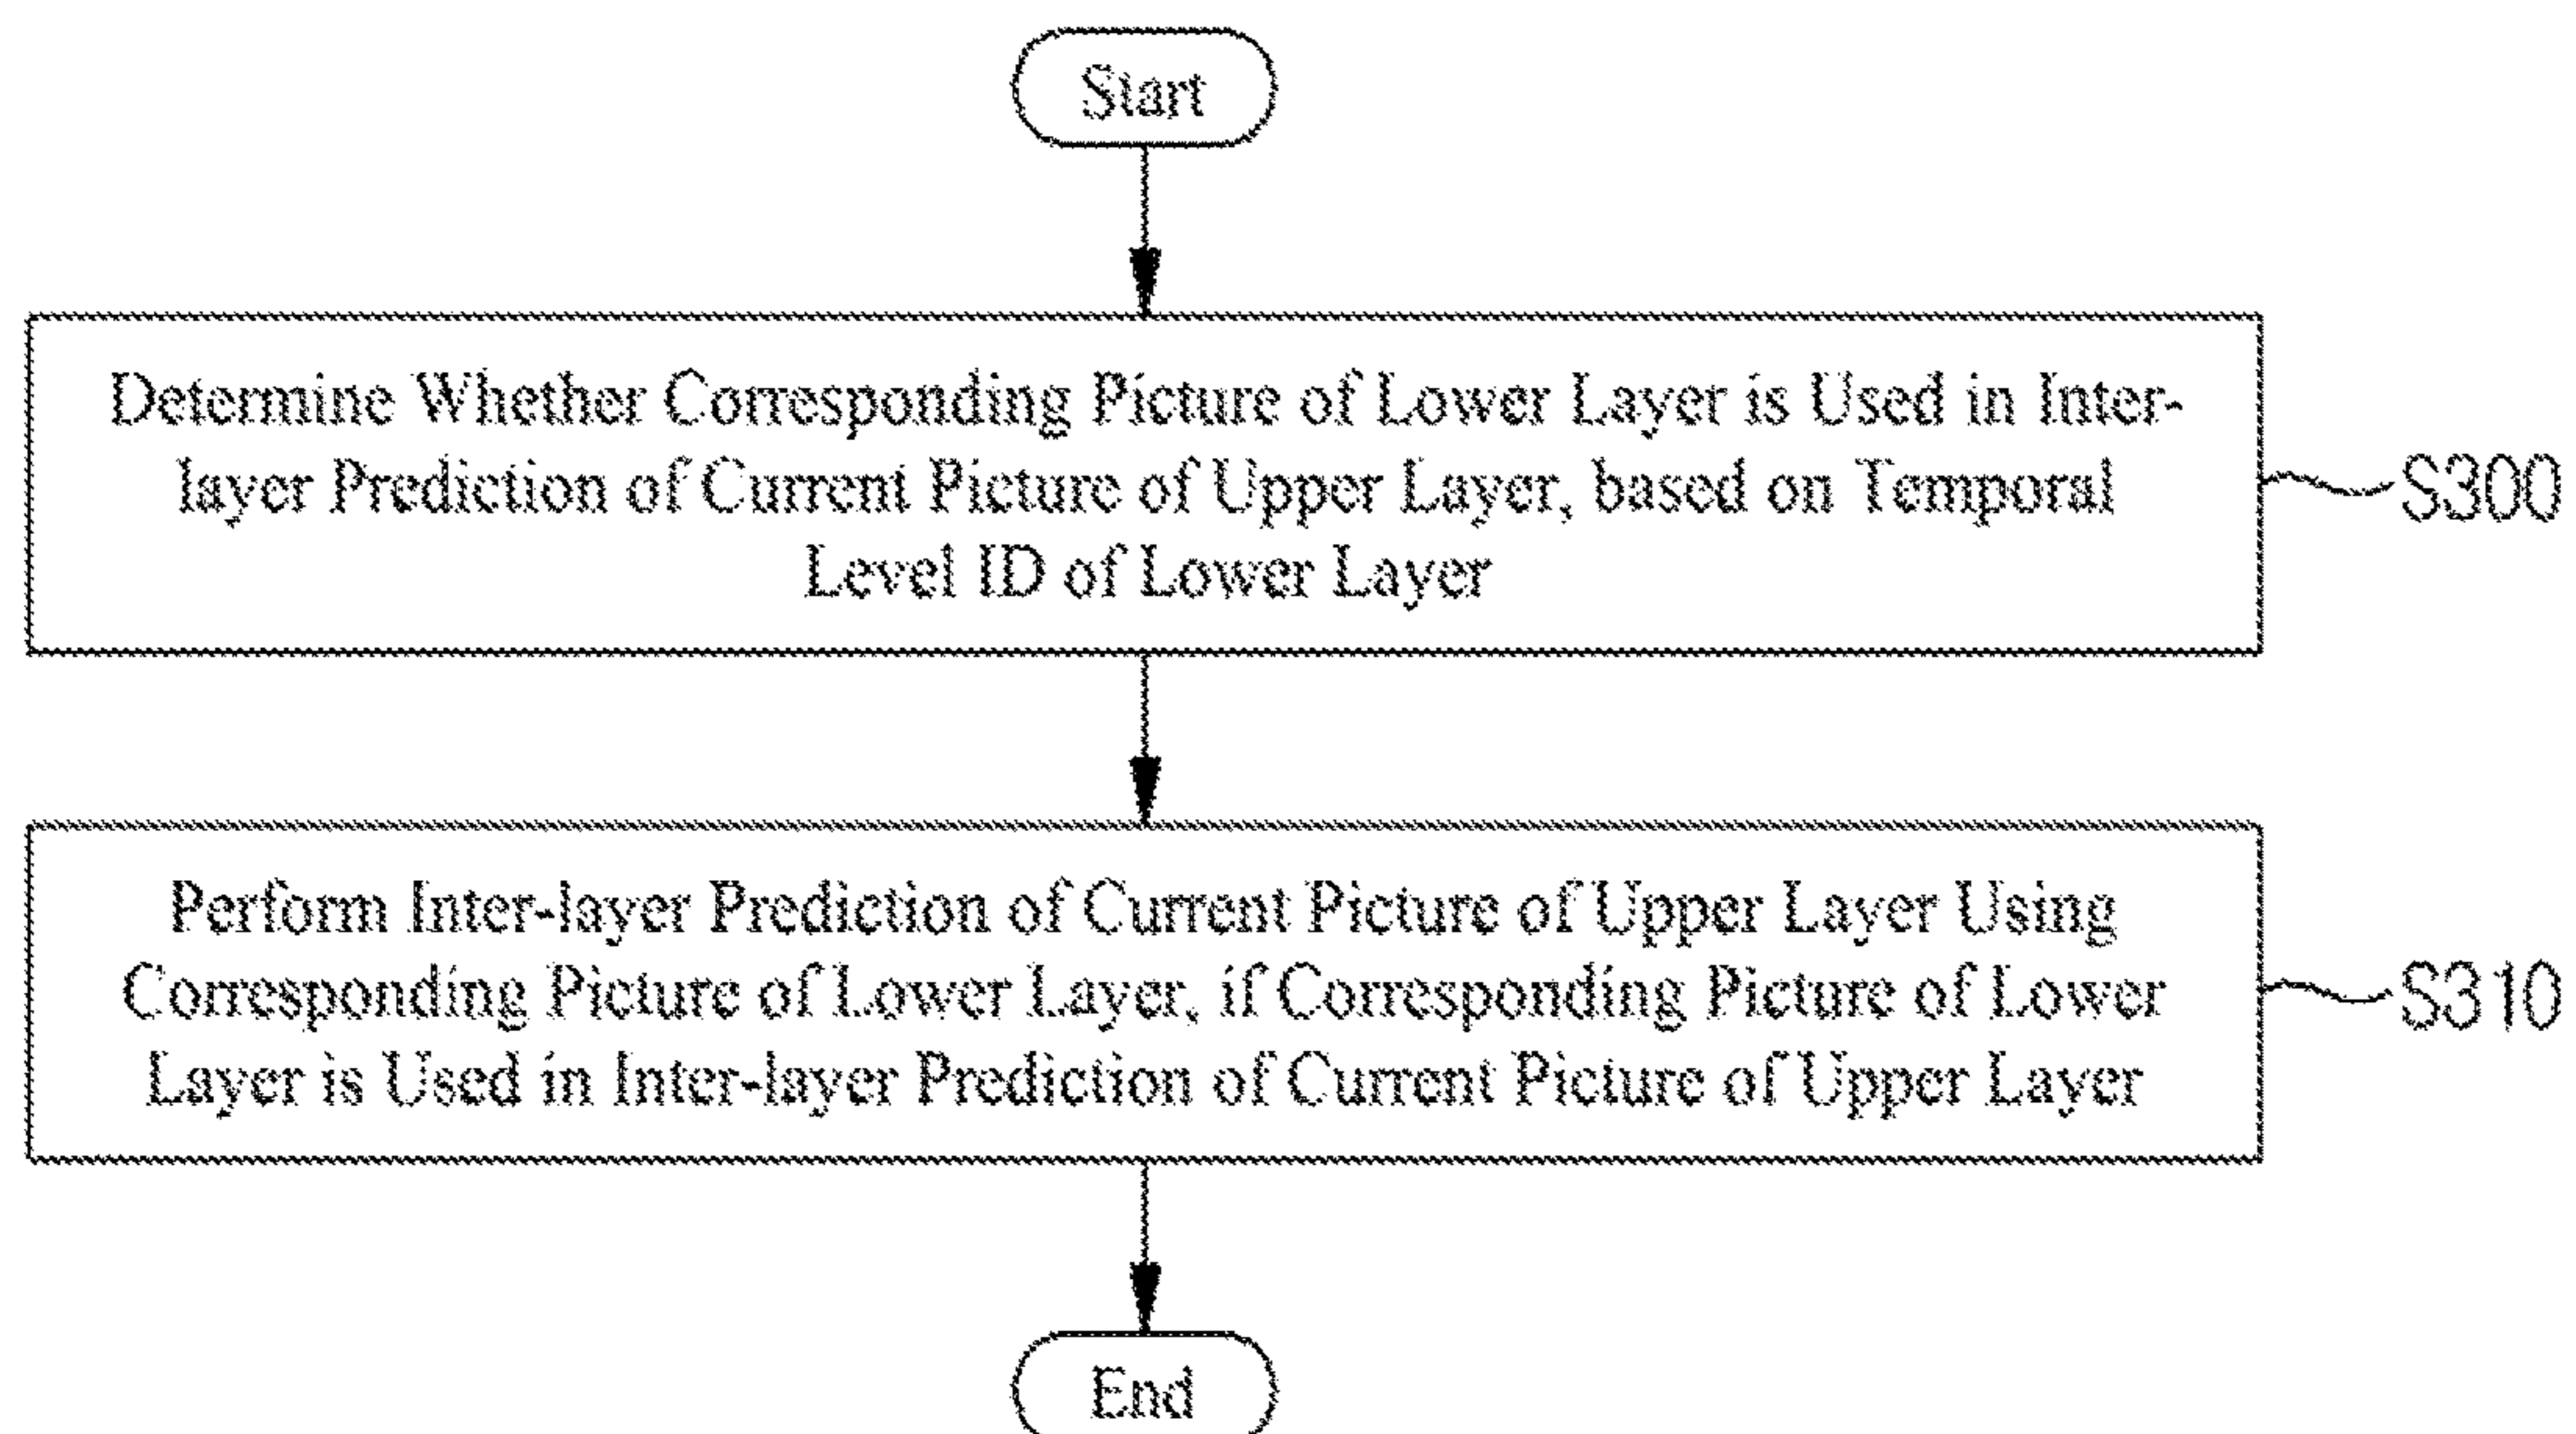 Start
Determine Whether Corresponding Picture of Lower Layer is Used in Inter-
layer Prediction of Current Picture of Upper Layer, based on Temporal
Level ID of Lower Layer
S300
Perform Inter-layer Prediction of Current Picture of Upper Layer Using
Corresponding Picture of Lower Layer, if Corresponding Picture of Lower
Layer is Used in Inter-layer Prediction of Current Picture of Upper Layer
S310
End